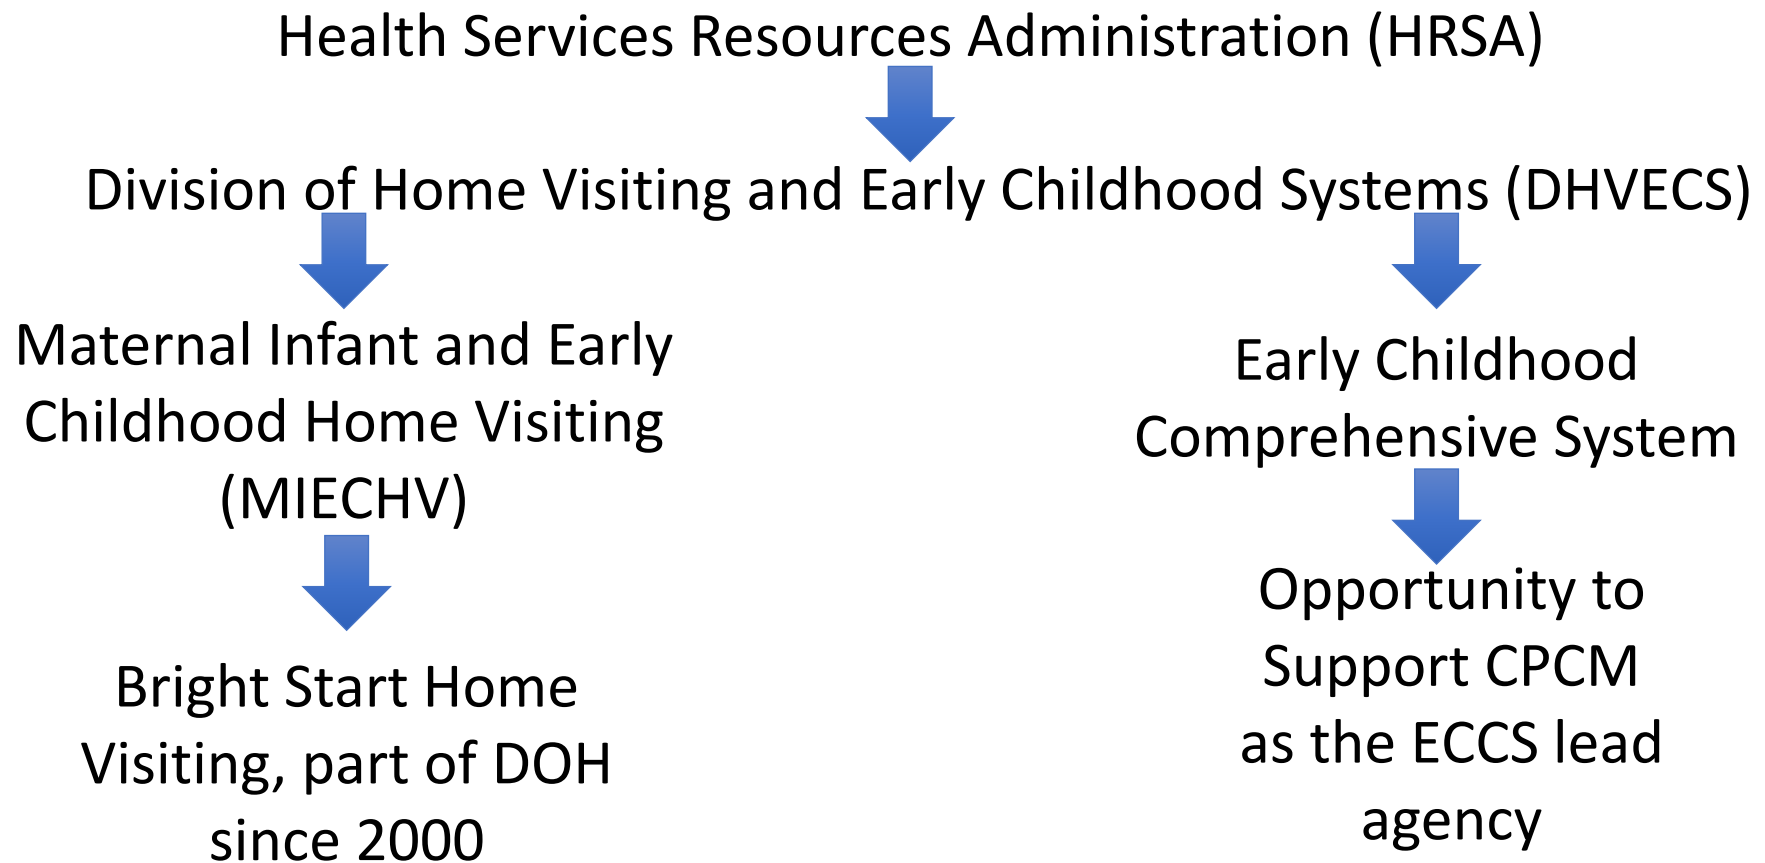 Health Services Resources Administration (HRSA)
Division of Home Visiting and Early Childhood Systems (DHVECS)
Maternal Infant and Early
Childhood Home Visiting
(MIECHV)
Bright Start Home
Visiting, part of DOH
since 2000
Early Childhood
Comprehensive System
Opportunity to
Support CPCM
as the ECCS lead
agency